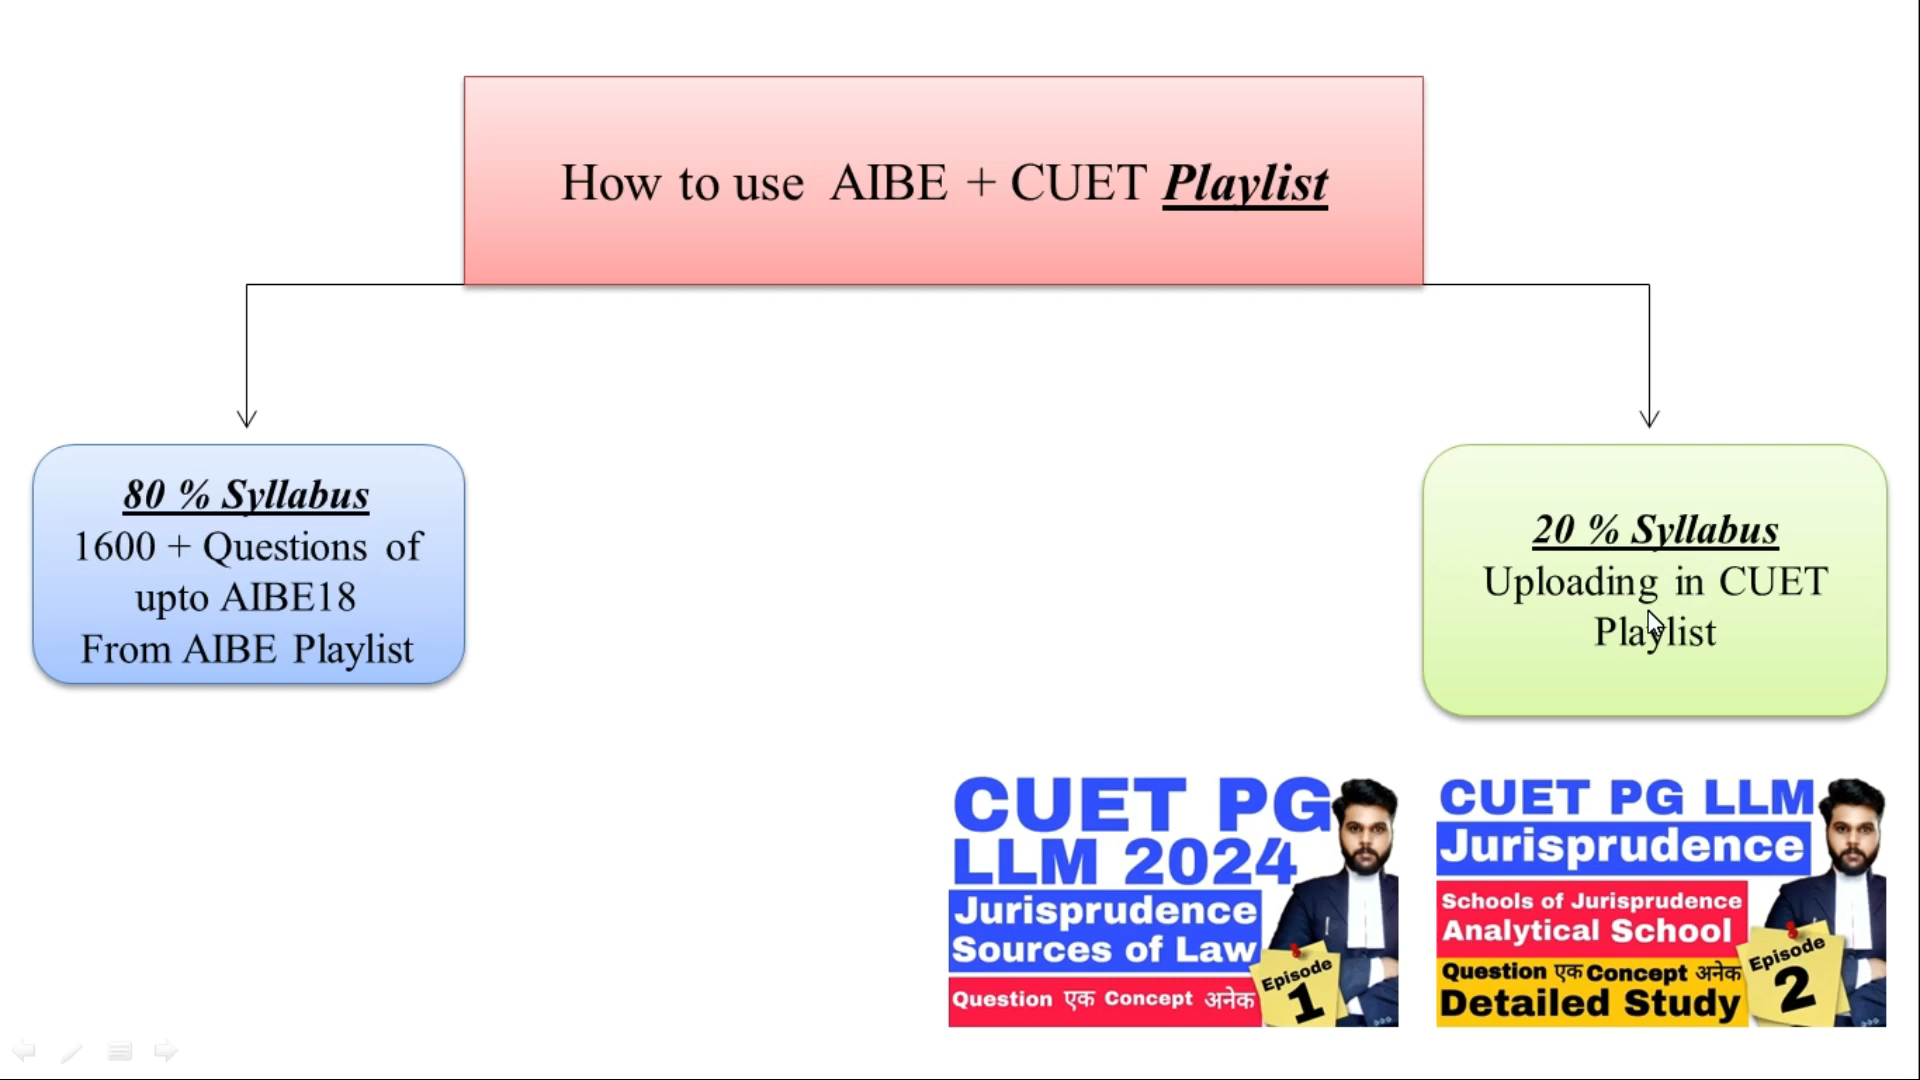 How to use AIBE + CUET Playlist
80 % Syllabus
1600 + Questions of
upto AIBE18
From AIBE Playlist
20 % Syllabus
Uploading in CUET
Playlist
CUET PG
LLM 2024
Jurisprudence
Sources of Law
Question एक Concept अनेक
Episode
1
CUET PG LLM
Jurisprudence
Schools of Jurisprudence
Analytical School
Question एक Concept अनेक
Detailed Study
Episode
2